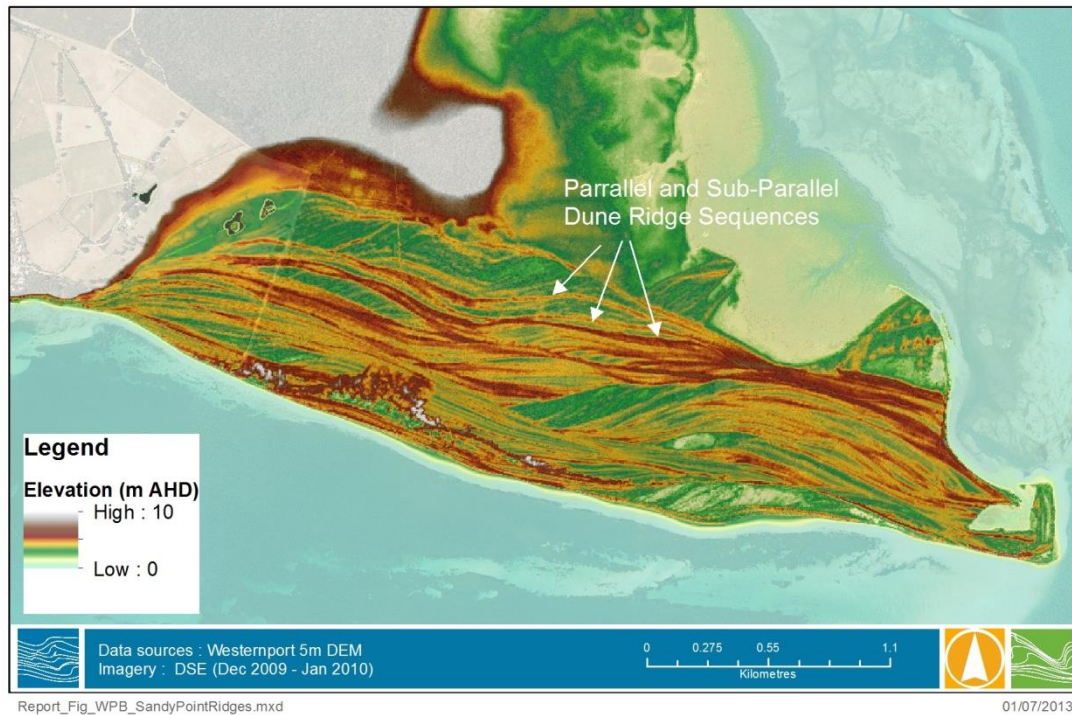 Parrallel and Sub-Parallel
Dune Ridge Sequences
Legend
Elevation (m AHD)
High : 10
Low : 0
Data sources : Westernport 5m DEM
Imagery : DSE (Dec 2009 - Jan 2010)
0 0.275 0.55 1.1
Kilometres
Report_Fig_WPB_SandyPointRidges.mxd
01/07/2013